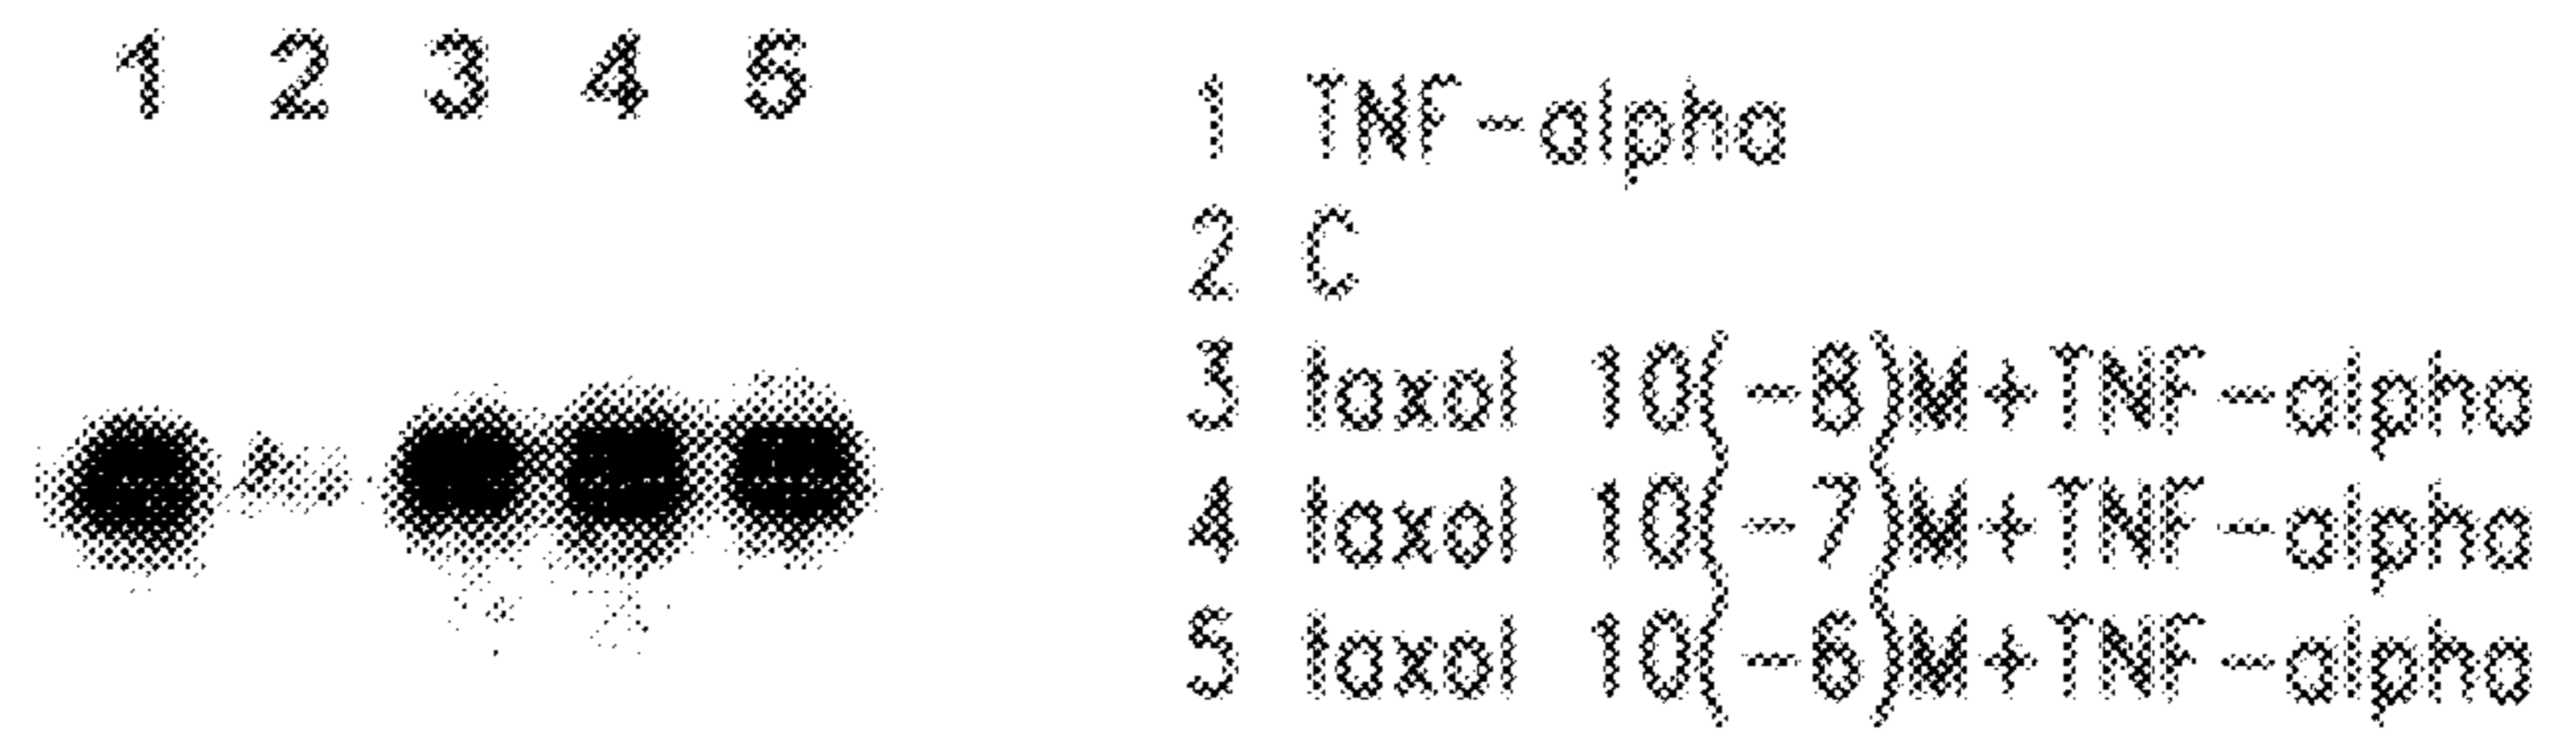 1 2 3 4 5
1 TNF-alpha
2 C
3 taxol 10(-8)M+TNF-alpha
4 taxol 10(-7)M+TNF-alpha
5 taxol 10(-6)M+TNF-alpha